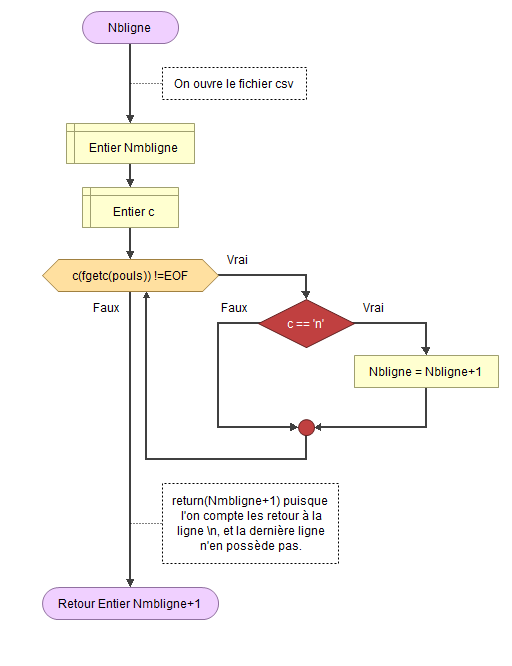 Nbligne
On ouvre le fichier csv
Entier Nmbligne
Entier c
c(fgetc(pouls)) !=EOF
Vrai
Faux
Faux
c == 'n'
Vrai
Nbligne = Nbligne+1
return(Nmbligne+1) puisque
l'on compte les retour à la
ligne \n, et la dernière ligne
n'en possède pas.
Retour Entier Nmbligne+1